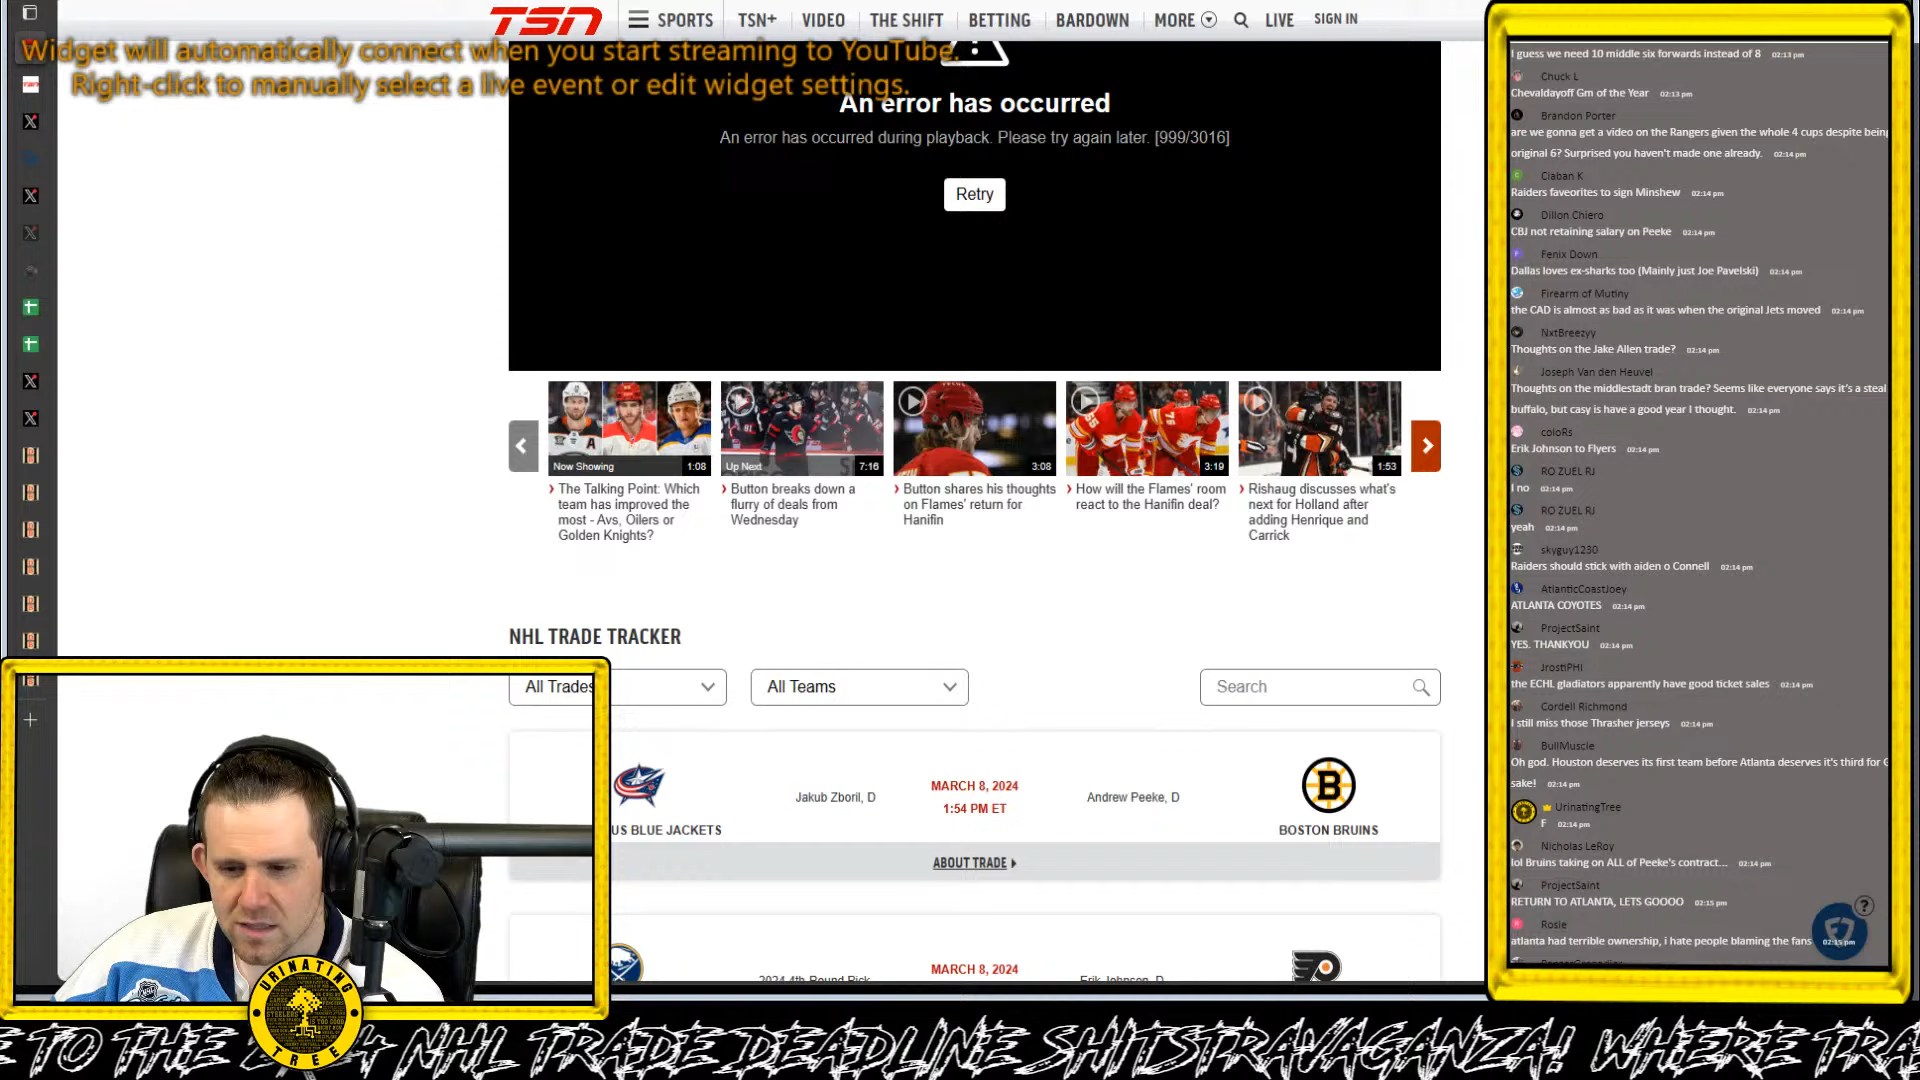 TSN
SPORTS
TSN+
VIDEO
THE SHIFT
BETTING
BARDOWN
MORE
LIVE
SIGN IN
Widget will automatically connect when you start streaming to YouTube.
Right-click to manually select a live event or edit widget settings.
An error has occurred
An error has occurred during playback. Please try again later. [999/3016]
Retry
Now Showing 1:08
The Talking Point: Which
team has improved the
most - Avs, Oilers or
Golden Knights?
Up Next 7:16
Button breaks down a
flurry of deals from
Wednesday
3:08
Button shares his thoughts
on Flames' return for
Hanifin
3:19
How will the Flames' room
react to the Hanifin deal?
1:53
Rishaug discusses what's
next for Holland after
adding Henrique and
Carrick
NHL TRADE TRACKER
All Trades
All Teams
Search
US BLUE JACKETS
Jakub Zboril, D
MARCH 8, 2024
1:54 PM ET
Andrew Peeke, D
BOSTON BRUINS
ABOUT TRADE
2024 4th Round Pick
MARCH 8, 2024
Erik Johnson, D
I guess we need 10 middle six forwards instead of 8 02:13 pm
Chuck L
Chevaldayoff Gm of the Year 02:13 pm
Brandon Porter
are we gonna get a video on the Rangers given the whole 4 cups despite being
original 6? Surprised you haven't made one already. 02:14 pm
Ciaban K
Raiders faveorites to sign Minshew 02:14 pm
Dillon Chiero
CBJ not retaining salary on Peeke 02:14 pm
Fenix Down
Dallas loves ex-sharks too (Mainly just Joe Pavelski) 02:14 pm
Firearm of Mutiny
the CAD is almost as bad as it was when the original Jets moved 02:14 pm
NxtBreezyy
Thoughts on the Jake Allen trade? 02:14 pm
Joseph Van den Heuvel
Thoughts on the middlestadt bran trade? Seems like everyone says it's a steal
buffalo, but casy is have a good year I thought. 02:14 pm
coloRs
Erik Johnson to Flyers 02:14 pm
RO ZUEL RJ
I no 02:14 pm
RO ZUEL RJ
yeah 02:14 pm
skyguy1230
Raiders should stick with aiden o Connell 02:14 pm
AtlanticCoastJoey
ATLANTA COYOTES 02:14 pm
ProjectSaint
YES. THANKYOU 02:14 pm
JrostiPHI
the ECHL gladiators apparently have good ticket sales 02:14 pm
Cordell Richmond
I still miss those Thrasher jerseys 02:14 pm
BullMuscle
Oh god. Houston deserves its first team before Atlanta deserves it's third for G
sake! 02:14 pm
UrinatingTree
F 02:14 pm
Nicholas LeRoy
lol Bruins taking on ALL of Peeke's contract... 02:14 pm
ProjectSaint
RETURN TO ATLANTA, LETS GOOOO 02:15 pm
Rosie
atlanta had terrible ownership, i hate people blaming the fans 02:15 pm
URINATING
TREE
E TO THE 2024 NHL TRADE DEADLINE SHITSTRAVAGANZA! WHERE TRA